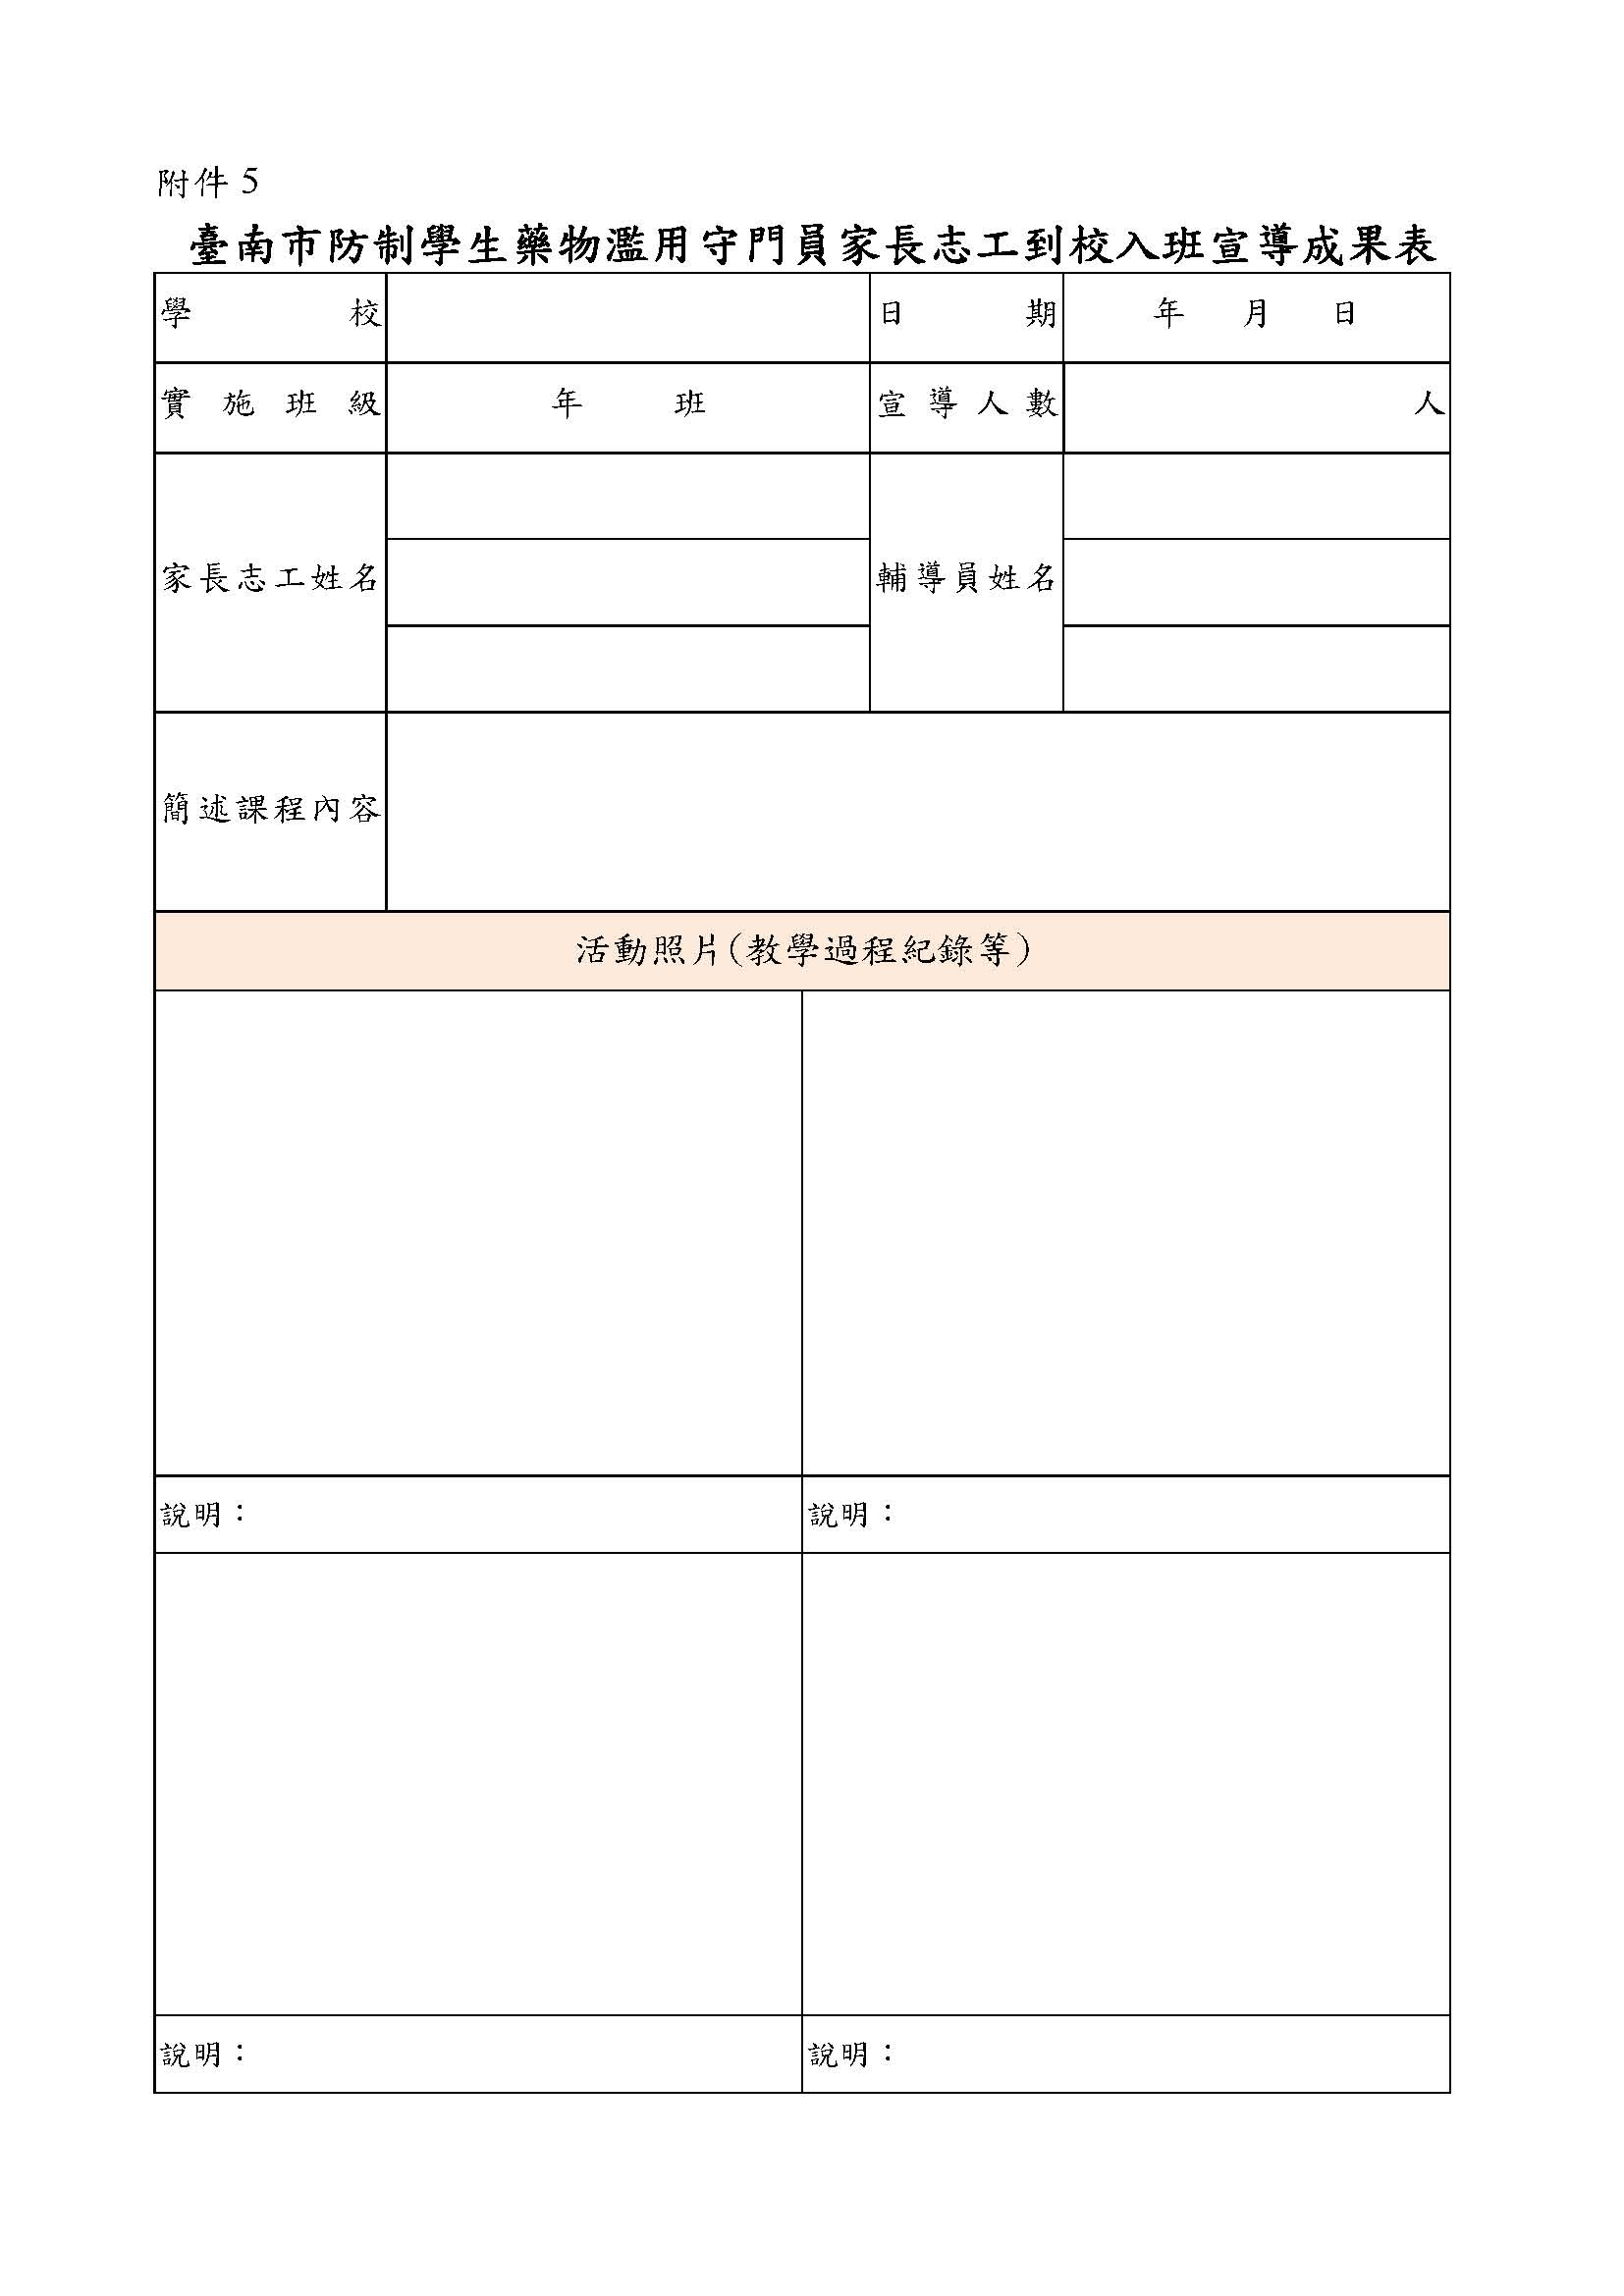 附件 5
臺南市防制學生藥物濫用守門員家長志工到校入班宣導成果表
學校 日期 年 月 日
實施班級 年 班 宣導人數 人
家長志工姓名 輔導員姓名
簡述課程內容
活動照片(教學過程紀錄等)
說明： 說明：
說明： 說明：